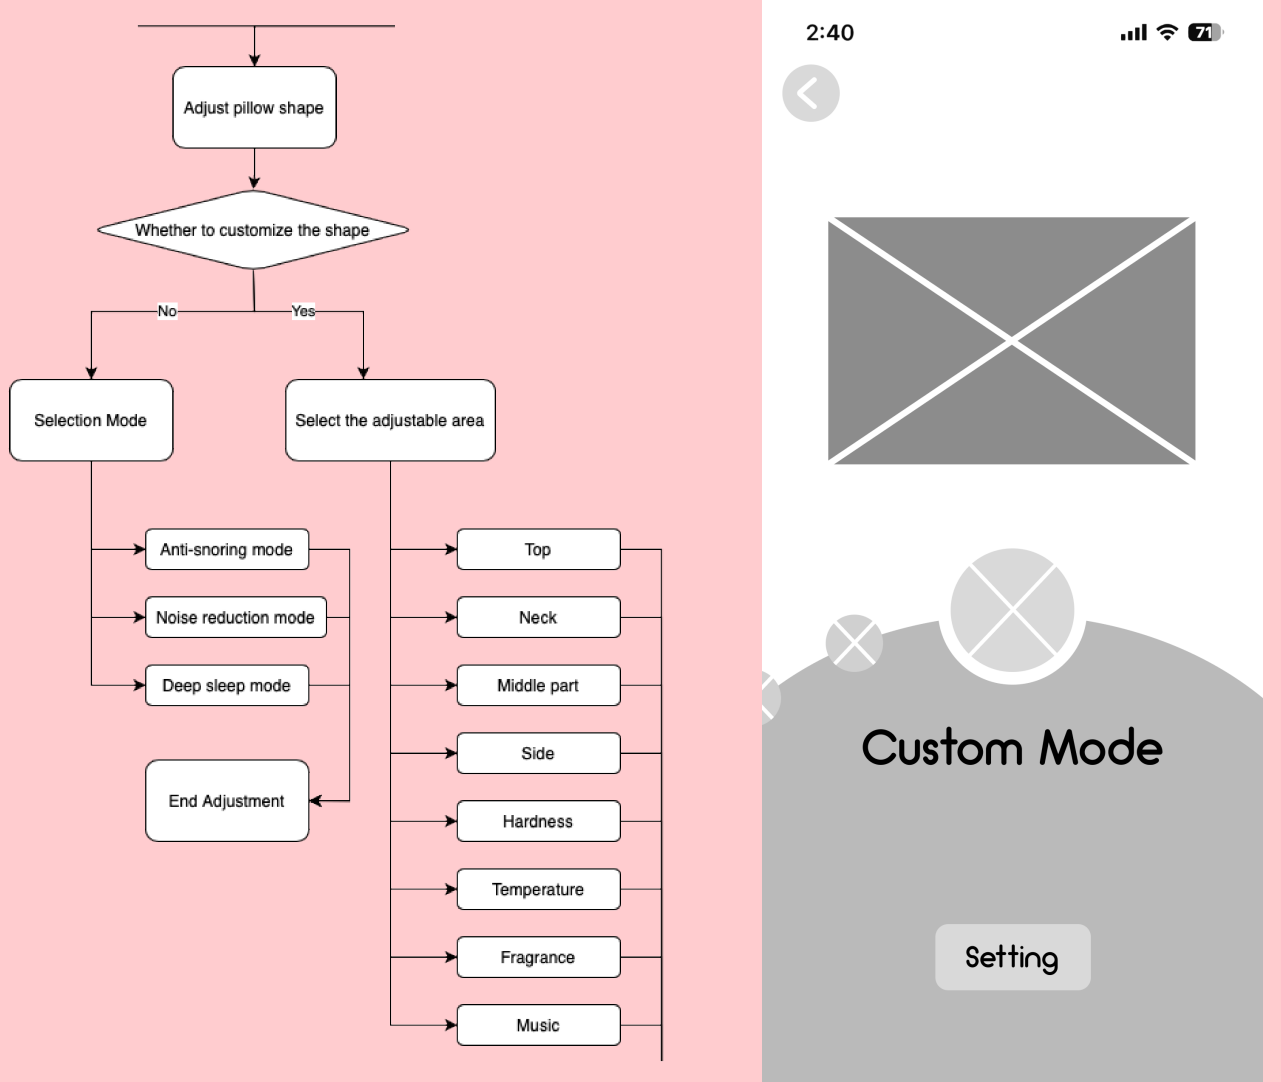 Adjust pillow shape
Whether to customize the shape
No
Yes
Selection Mode
Select the adjustable area
Anti-snoring mode
Noise reduction mode
Deep sleep mode
End Adjustment
Top
Neck
Middle part
Side
Hardness
Temperature
Fragrance
Music
2:40
71
Custom Mode
Setting